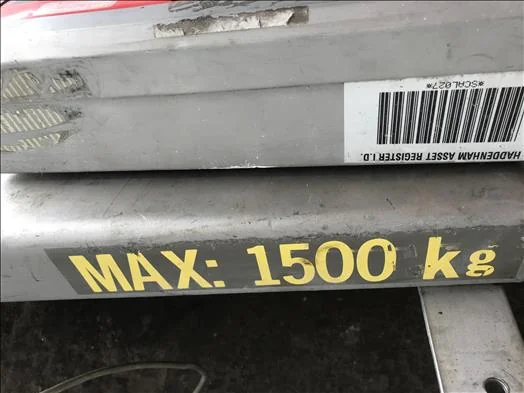 *SCAL027*
HADDENHAM ASSET REGISTER I.D.
MAX: 1500 kg